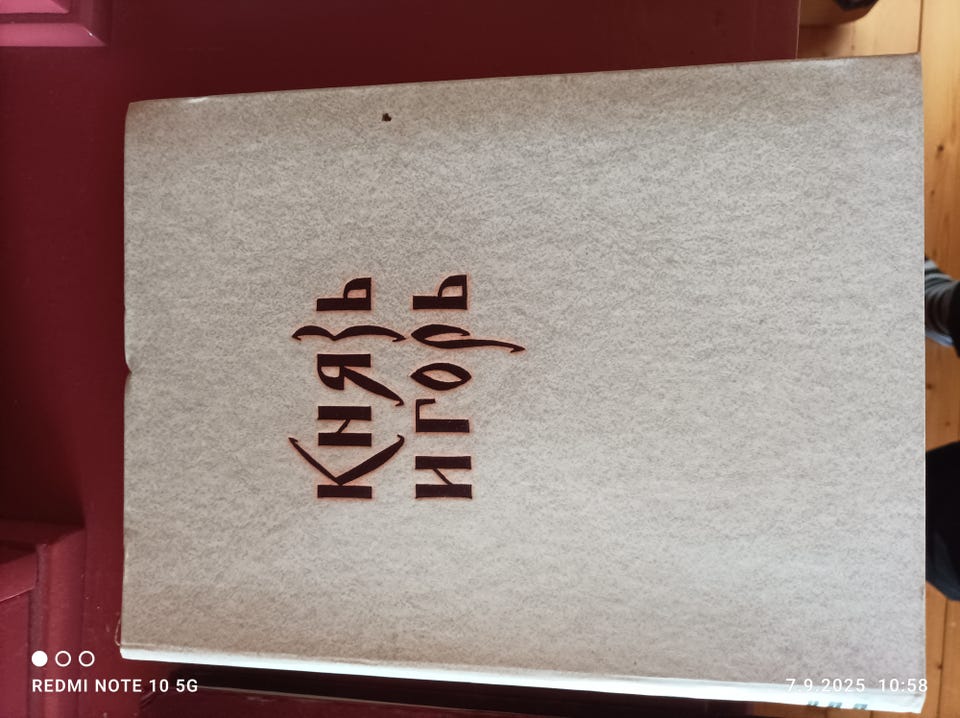 Князь
игорь
REDMI NOTE 10 5G
7.9.2025 10:58